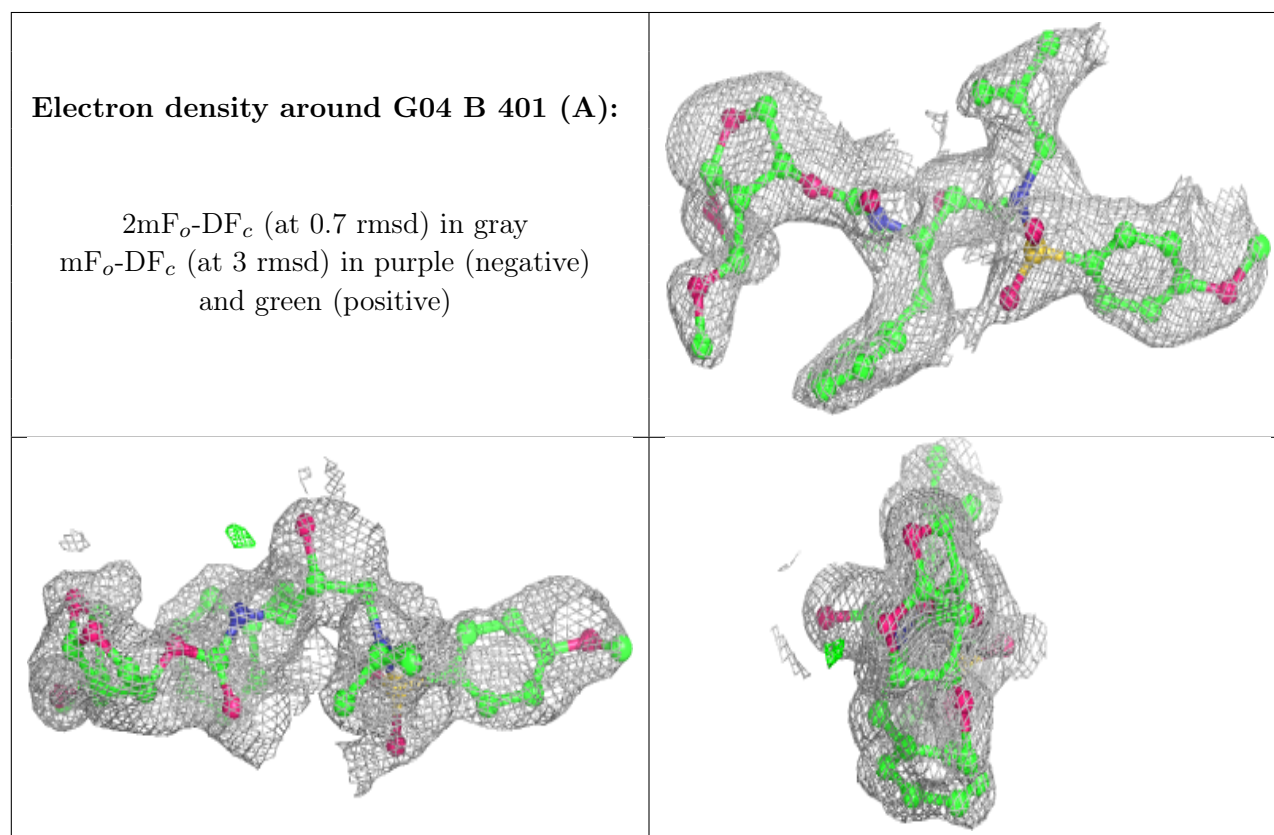 Electron density around G04 B 401 (A):
2mFₒ-DF𝒸 (at 0.7 rmsd) in gray
mFₒ-DF𝒸 (at 3 rmsd) in purple (negative)
and green (positive)